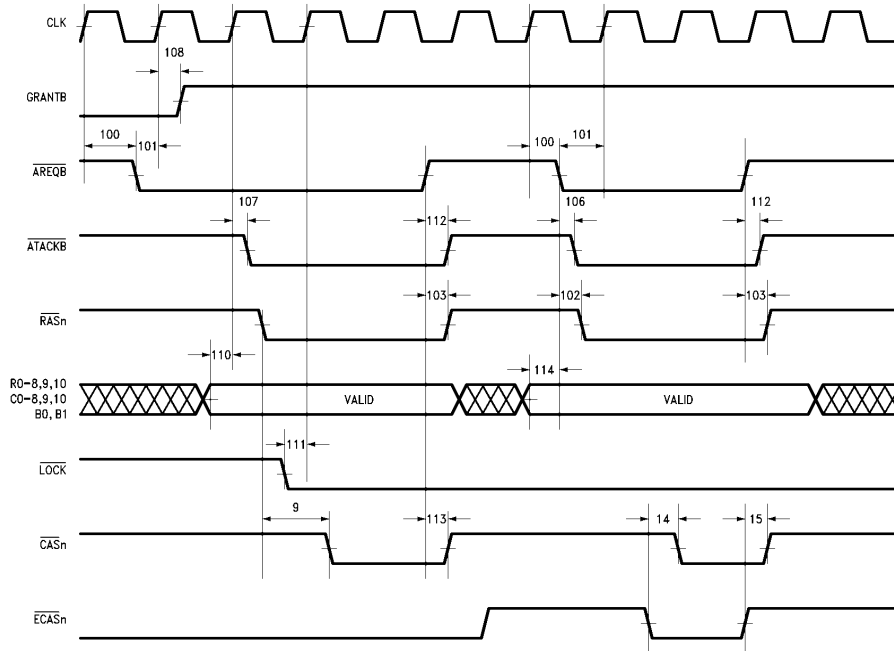 CLK
108
GRANTB
100
101
100
101
AREQB
107
112
106
112
ATACKB
103
102
103
RASn
110
114
R0-8,9,10
C0-8,9,10
B0,B1
VALID
VALID
111
LOCK
9
113
14
15
CASn
ECASn